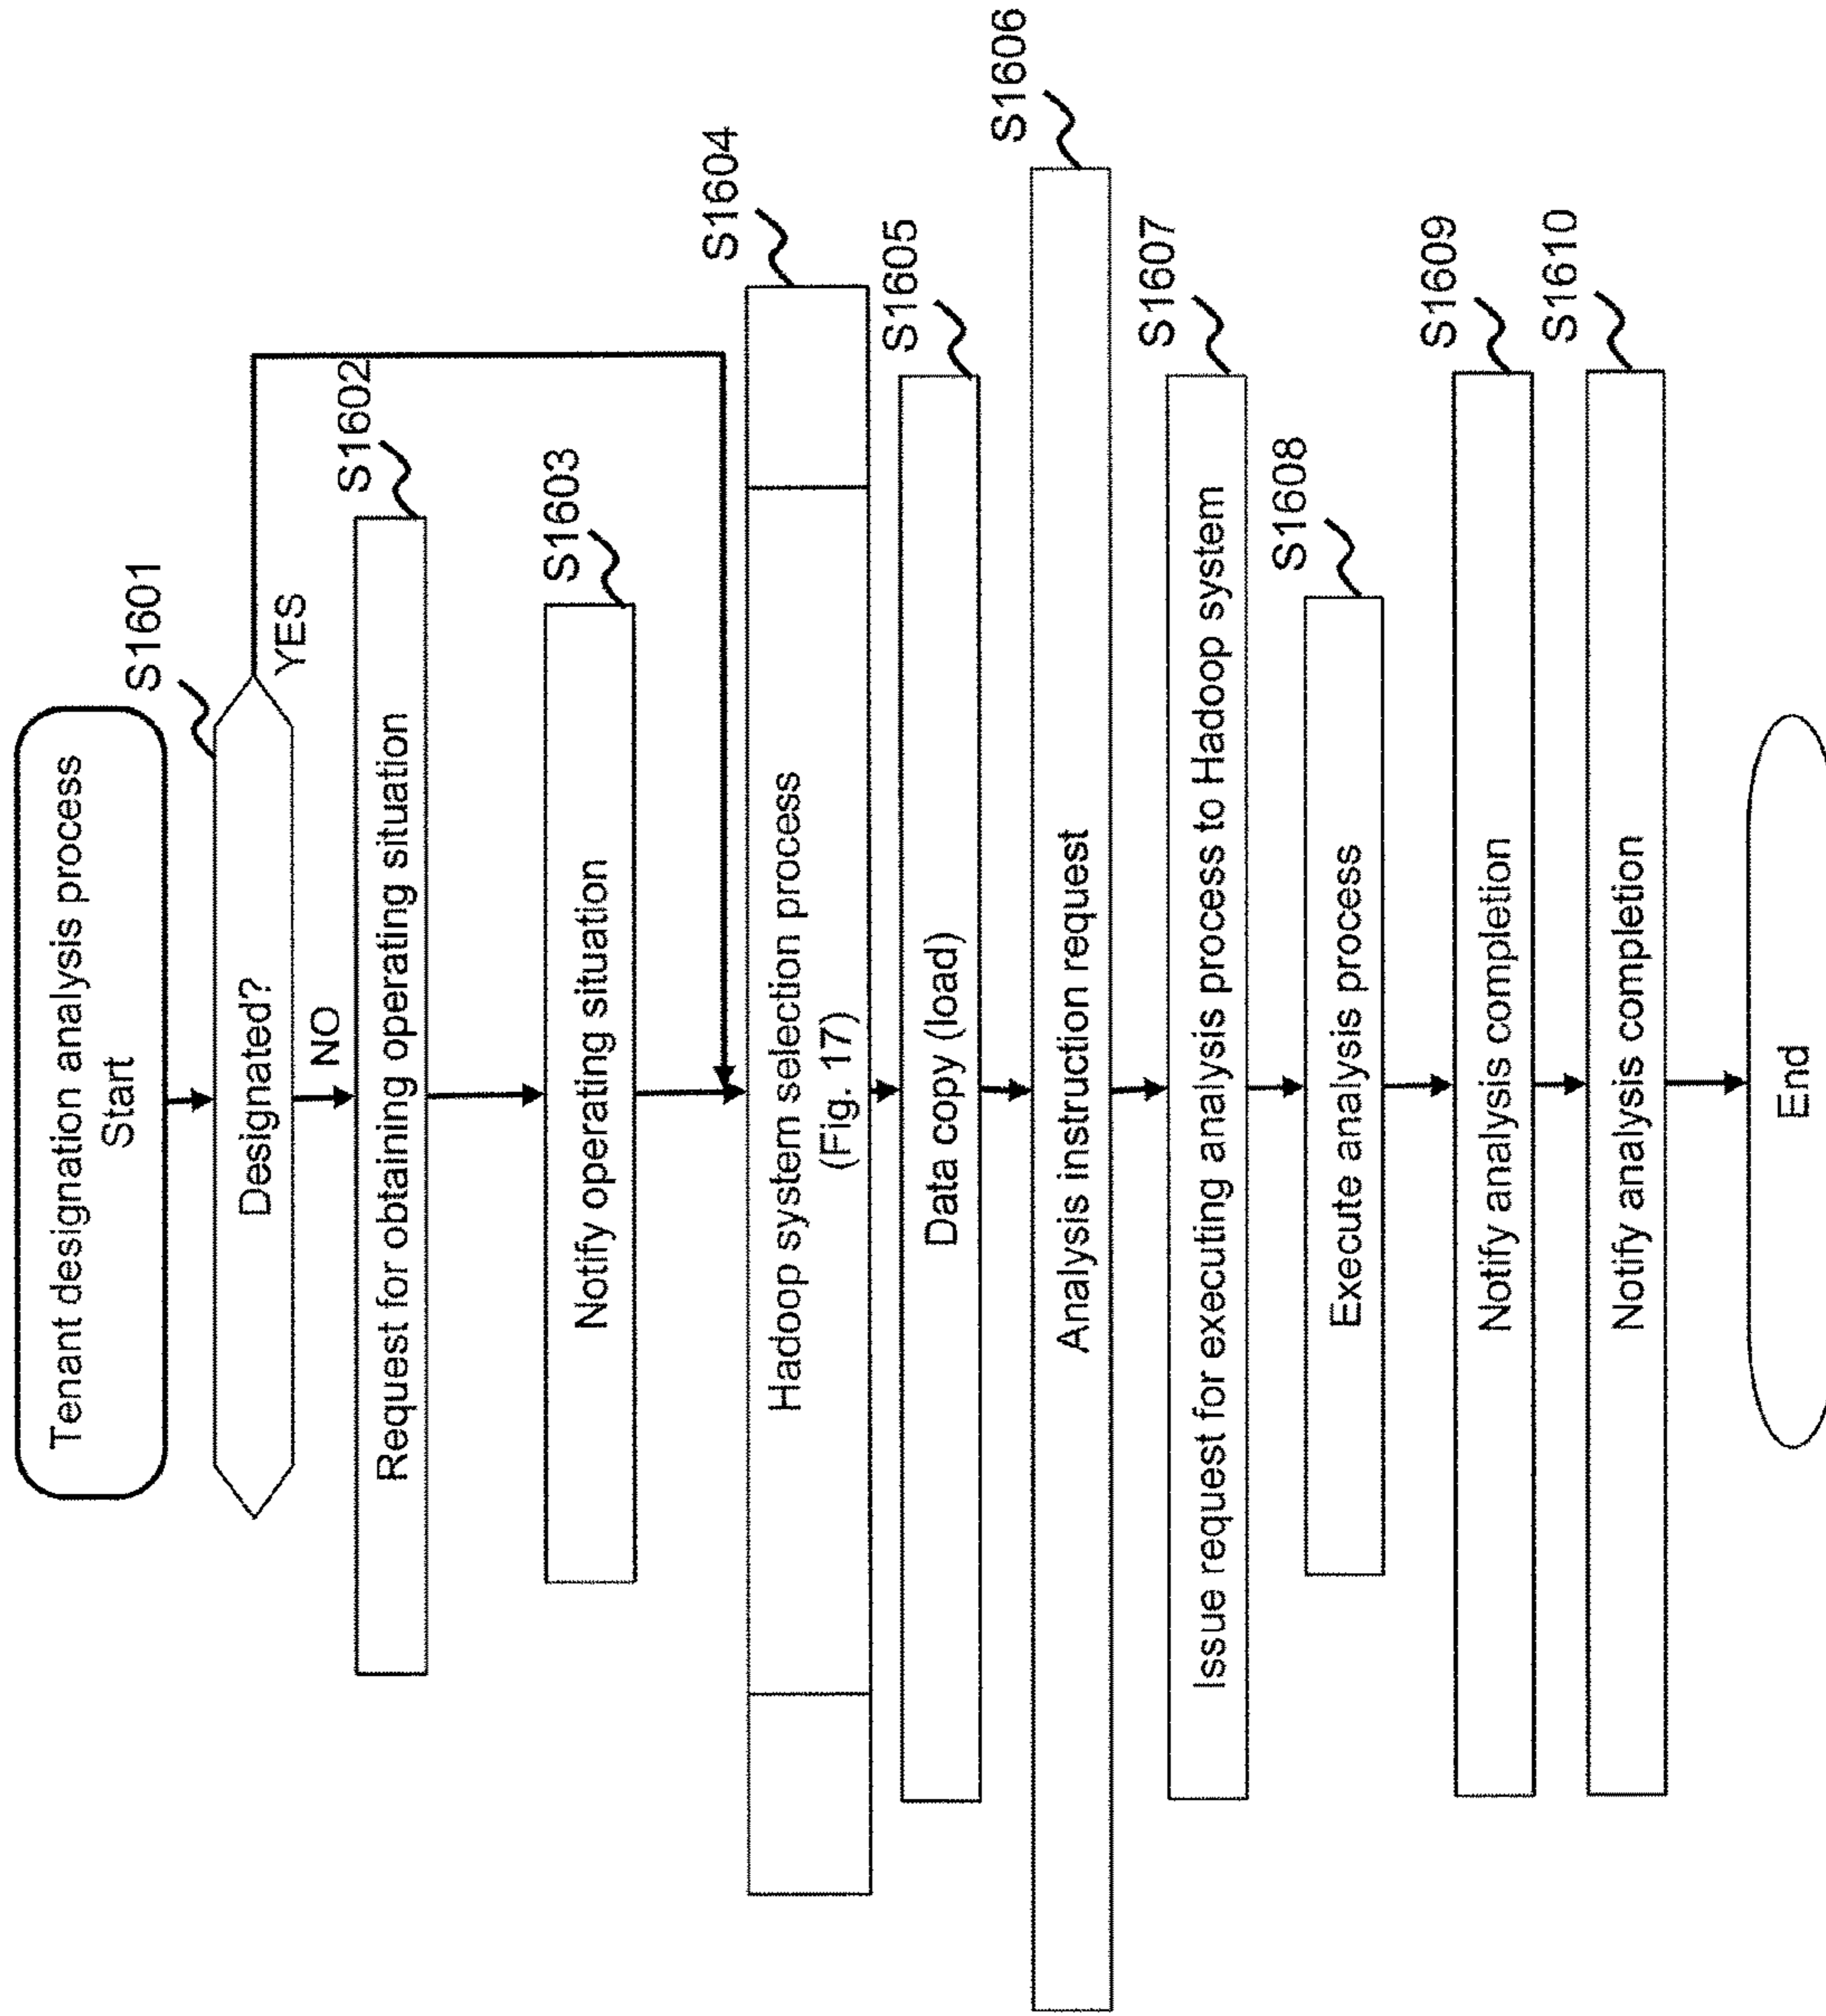 Tenant designation analysis process
Start
S1601
Designated?
YES
NO
S1602
Request for obtaining operating situation
S1603
Notify operating situation
S1604
Hadoop system selection process
(Fig. 17)
S1605
Data copy (load)
S1606
Analysis instruction request
S1607
Issue request for executing analysis process to Hadoop system
S1608
Execute analysis process
S1609
Notify analysis completion
S1610
Notify analysis completion
End